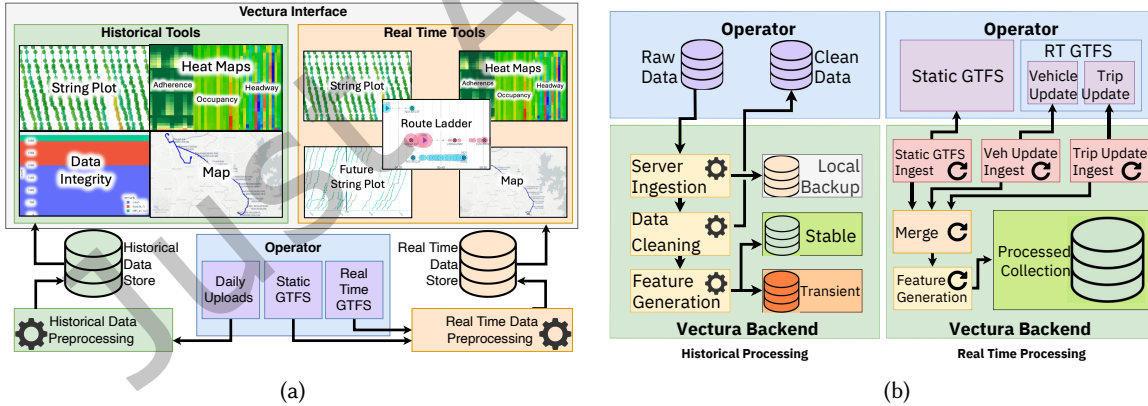 Vectura Interface
Historical Tools
Real Time Tools
String Plot
Heat Maps
Adherence
Occupancy
Headway
Data
Integrity
Map
String Plot
Heat Maps
Adherence
Occupancy
Headway
Route Ladder
Future
String Plot
Map
Historical
Data
Store
Operator
Daily
Uploads
Static
GTFS
Real
Time
GTFS
Real Time
Data
Store
Historical Data
Preprocessing
Real Time Data
Preprocessing
(a)
Operator
Raw
Data
Clean
Data
Server
Ingestion
Local
Backup
Data
Cleaning
Stable
Feature
Generation
Transient
Vectura Backend
Historical Processing
Operator
Static GTFS
RT GTFS
Vehicle
Update
Trip
Update
Static GTFS
Ingest
Veh Update
Ingest
Trip Update
Ingest
Merge
Processed
Collection
Feature
Generation
Vectura Backend
Real Time Processing
(b)